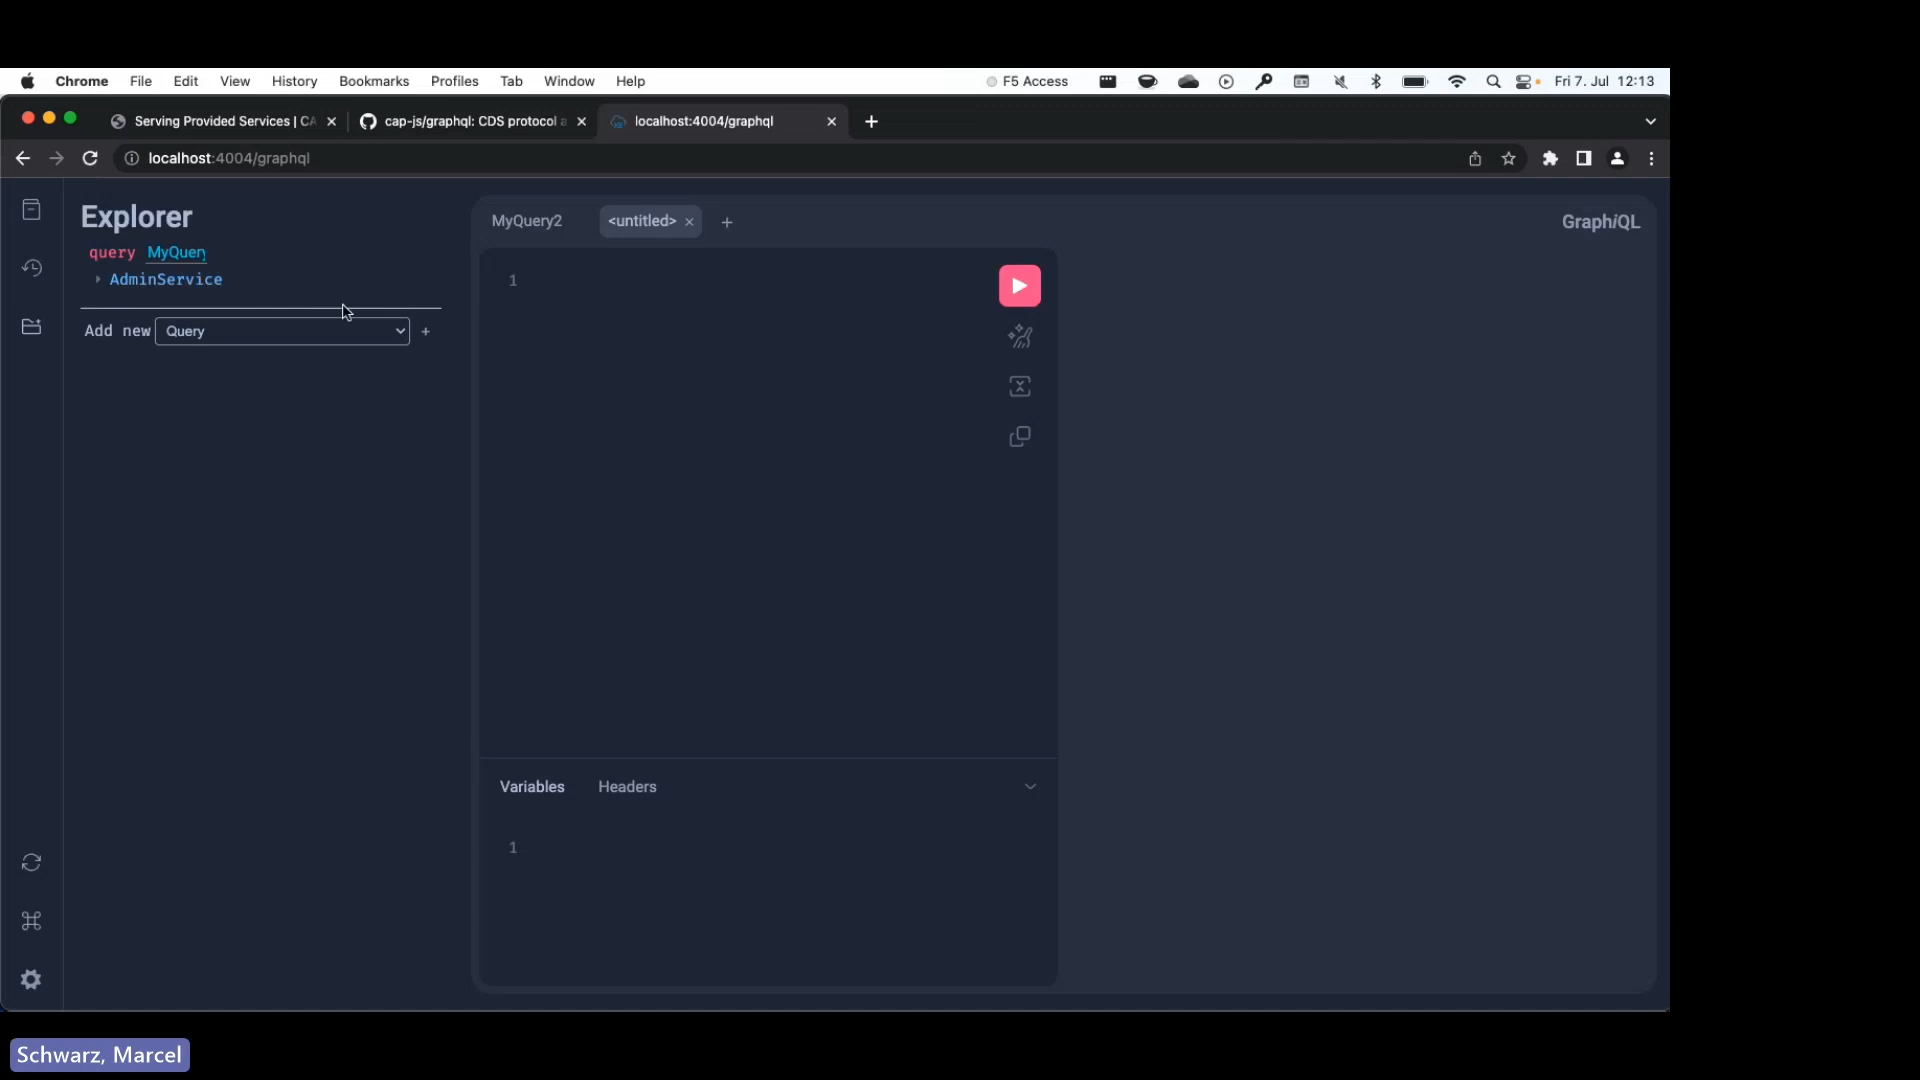 Chrome File Edit View History Bookmarks Profiles Tab Window Help F5 Access Fri 7. Jul 12:13
Serving Provided Services | CA cap-js/graphql: CDS protocol a localhost:4004/graphql
localhost:4004/graphql
Explorer
query MyQuery
AdminService
Add new Query +
MyQuery2 <untitled> × + GraphiQL
1
Variables Headers
1
Schwarz, Marcel